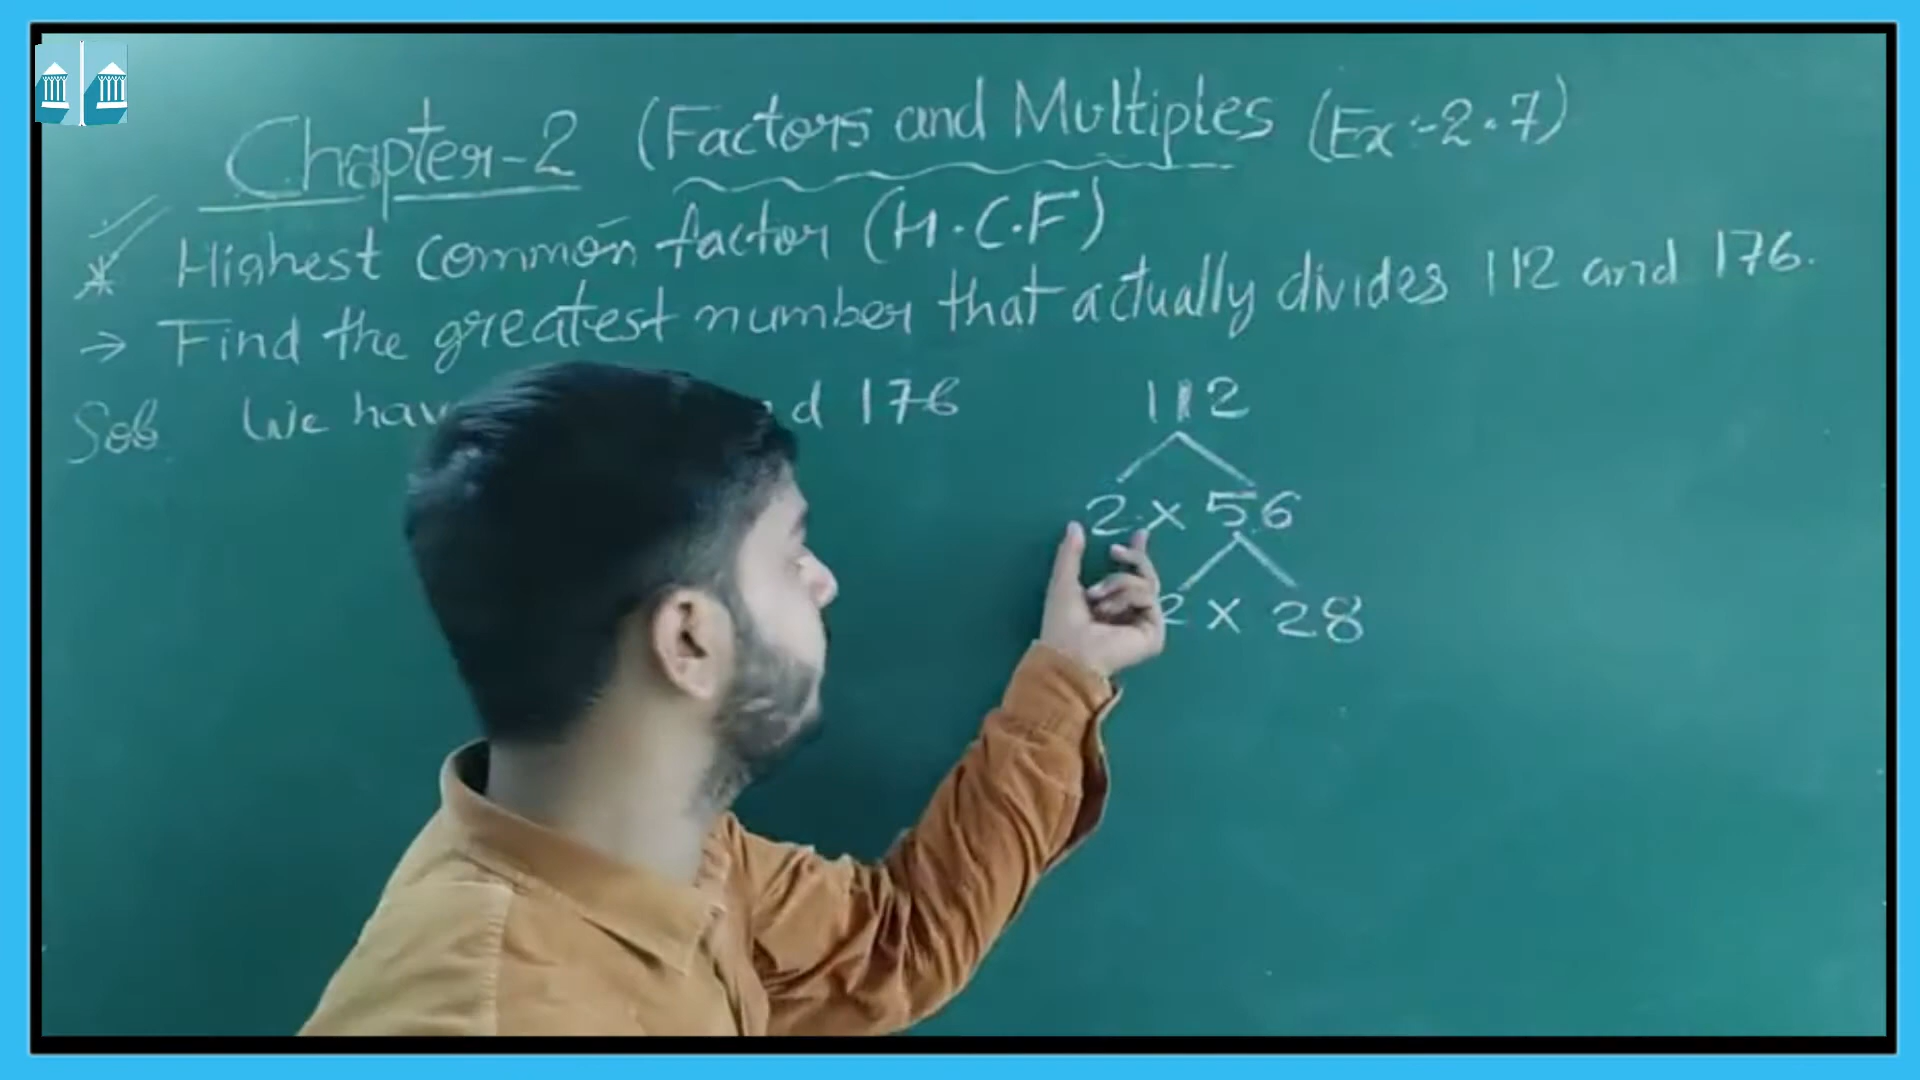 Chapter-2 (Factors and Multiples (Ex:-2.7)
* Highest common factor (H.C.F)
→ Find the greatest number that actually divides 112 and 176.
We hav d 176
112
2 x 56
2 x 28